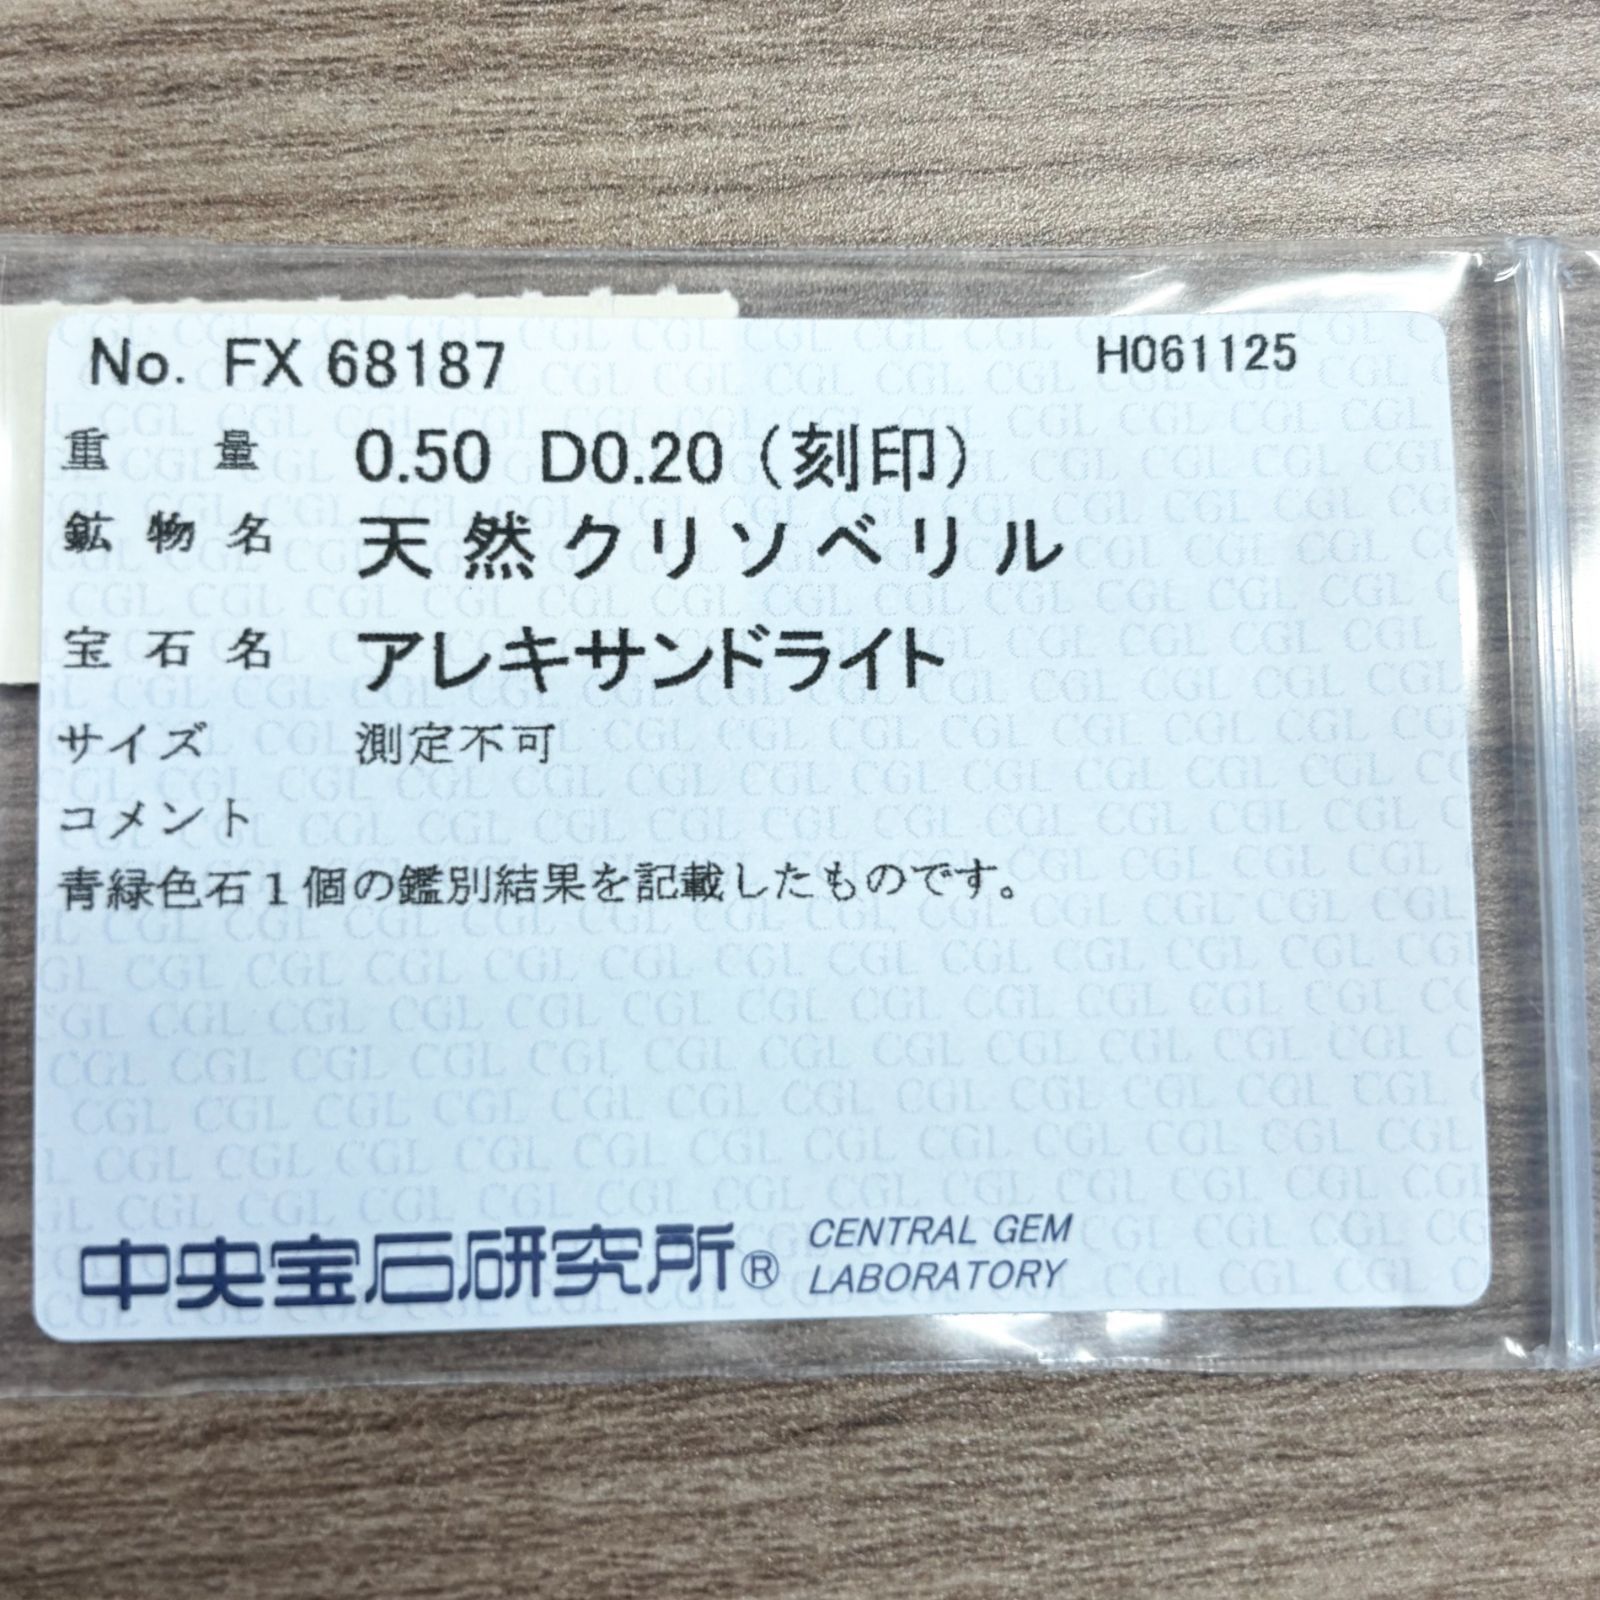 No. FX 68187 H061125
重量 0.50 D0.20（刻印）
鉱物名 天然クリソベリル
宝石名 アレキサンドライト
サイズ 測定不可
コメント
青緑色石１個の鑑別結果を記載したものです。
中央宝石研究所® CENTRAL GEM
LABORATORY